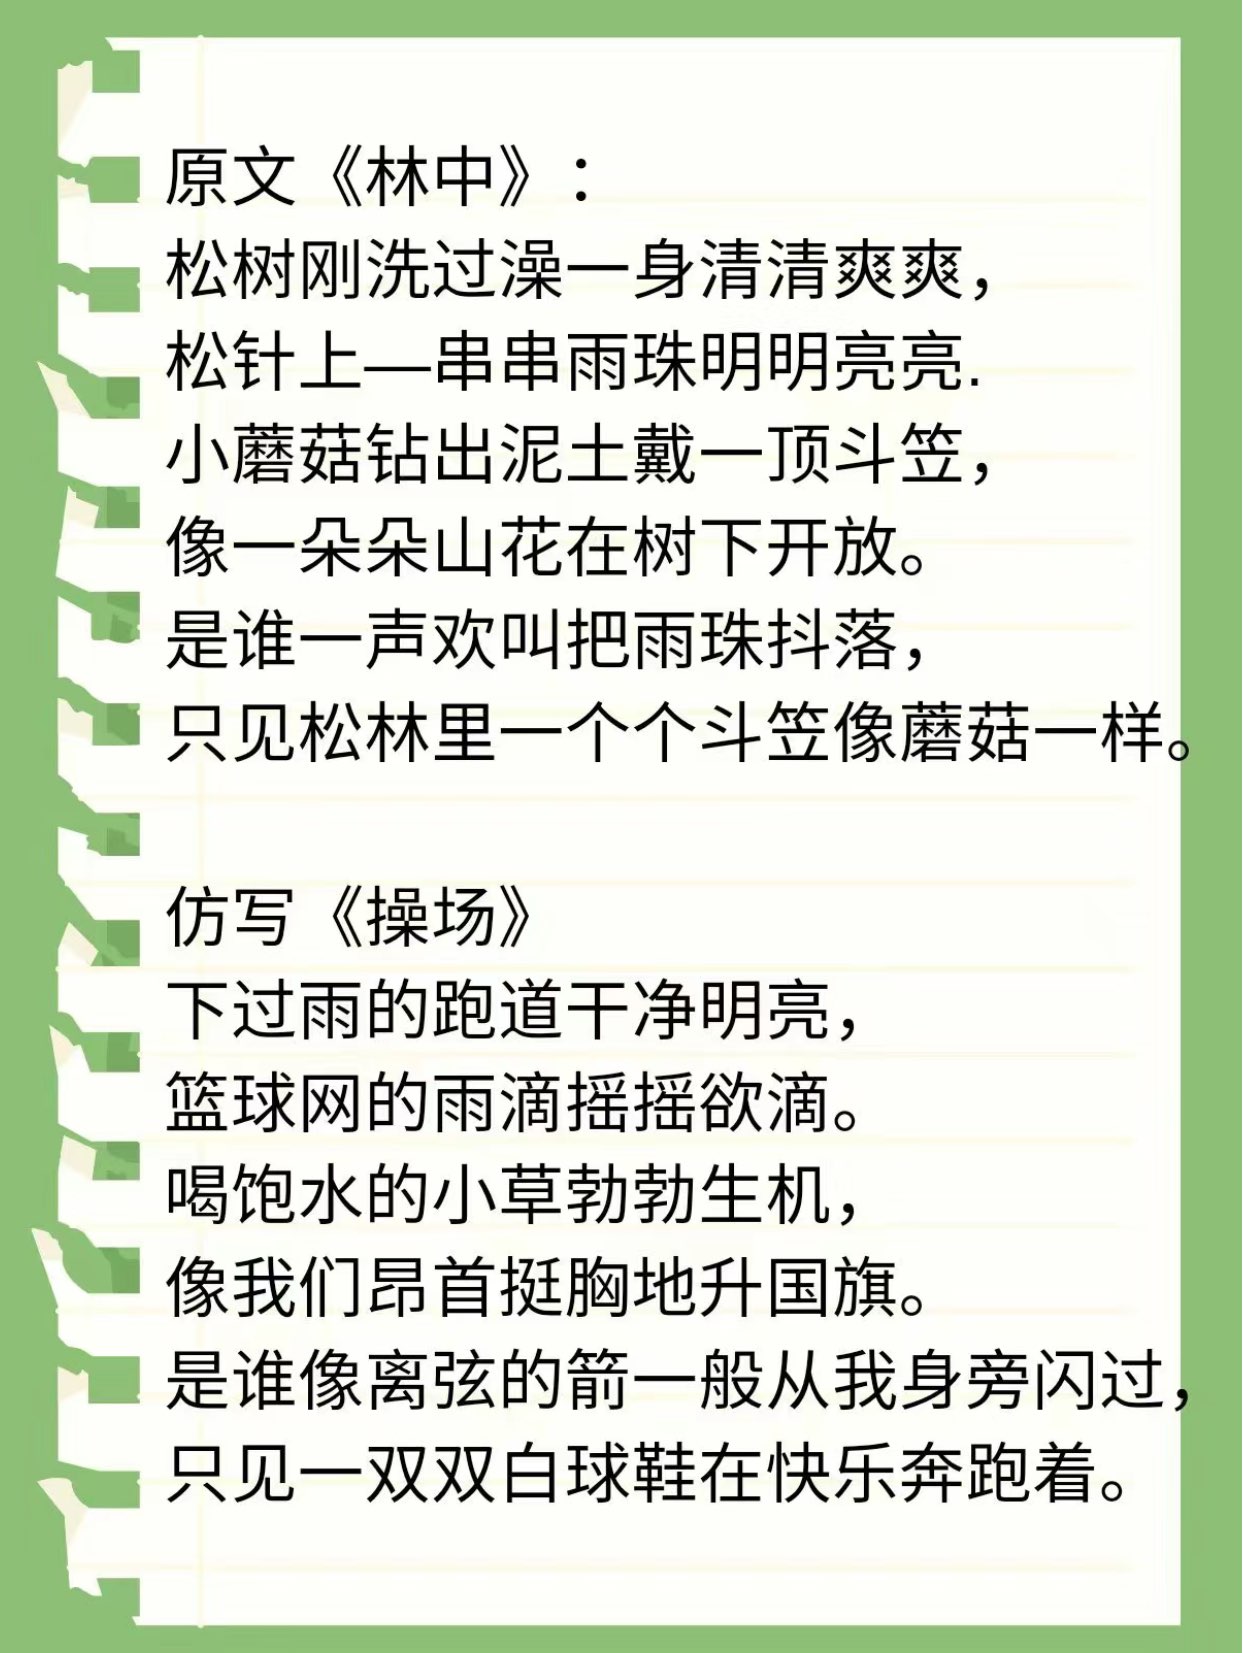 原文《林中》：
松树刚洗过澡一身清清爽爽，
松针上—串串雨珠明明亮亮.
小蘑菇钻出泥土戴一顶斗笠，
像一朵朵山花在树下开放。
是谁一声欢叫把雨珠抖落，
只见松林里一个个斗笠像蘑菇一样。
仿写《操场》
下过雨的跑道干净明亮，
篮球网的雨滴摇摇欲滴。
喝饱水的小草勃勃生机，
像我们昂首挺胸地升国旗。
是谁像离弦的箭一般从我身旁闪过，
只见一双双白球鞋在快乐奔跑着。